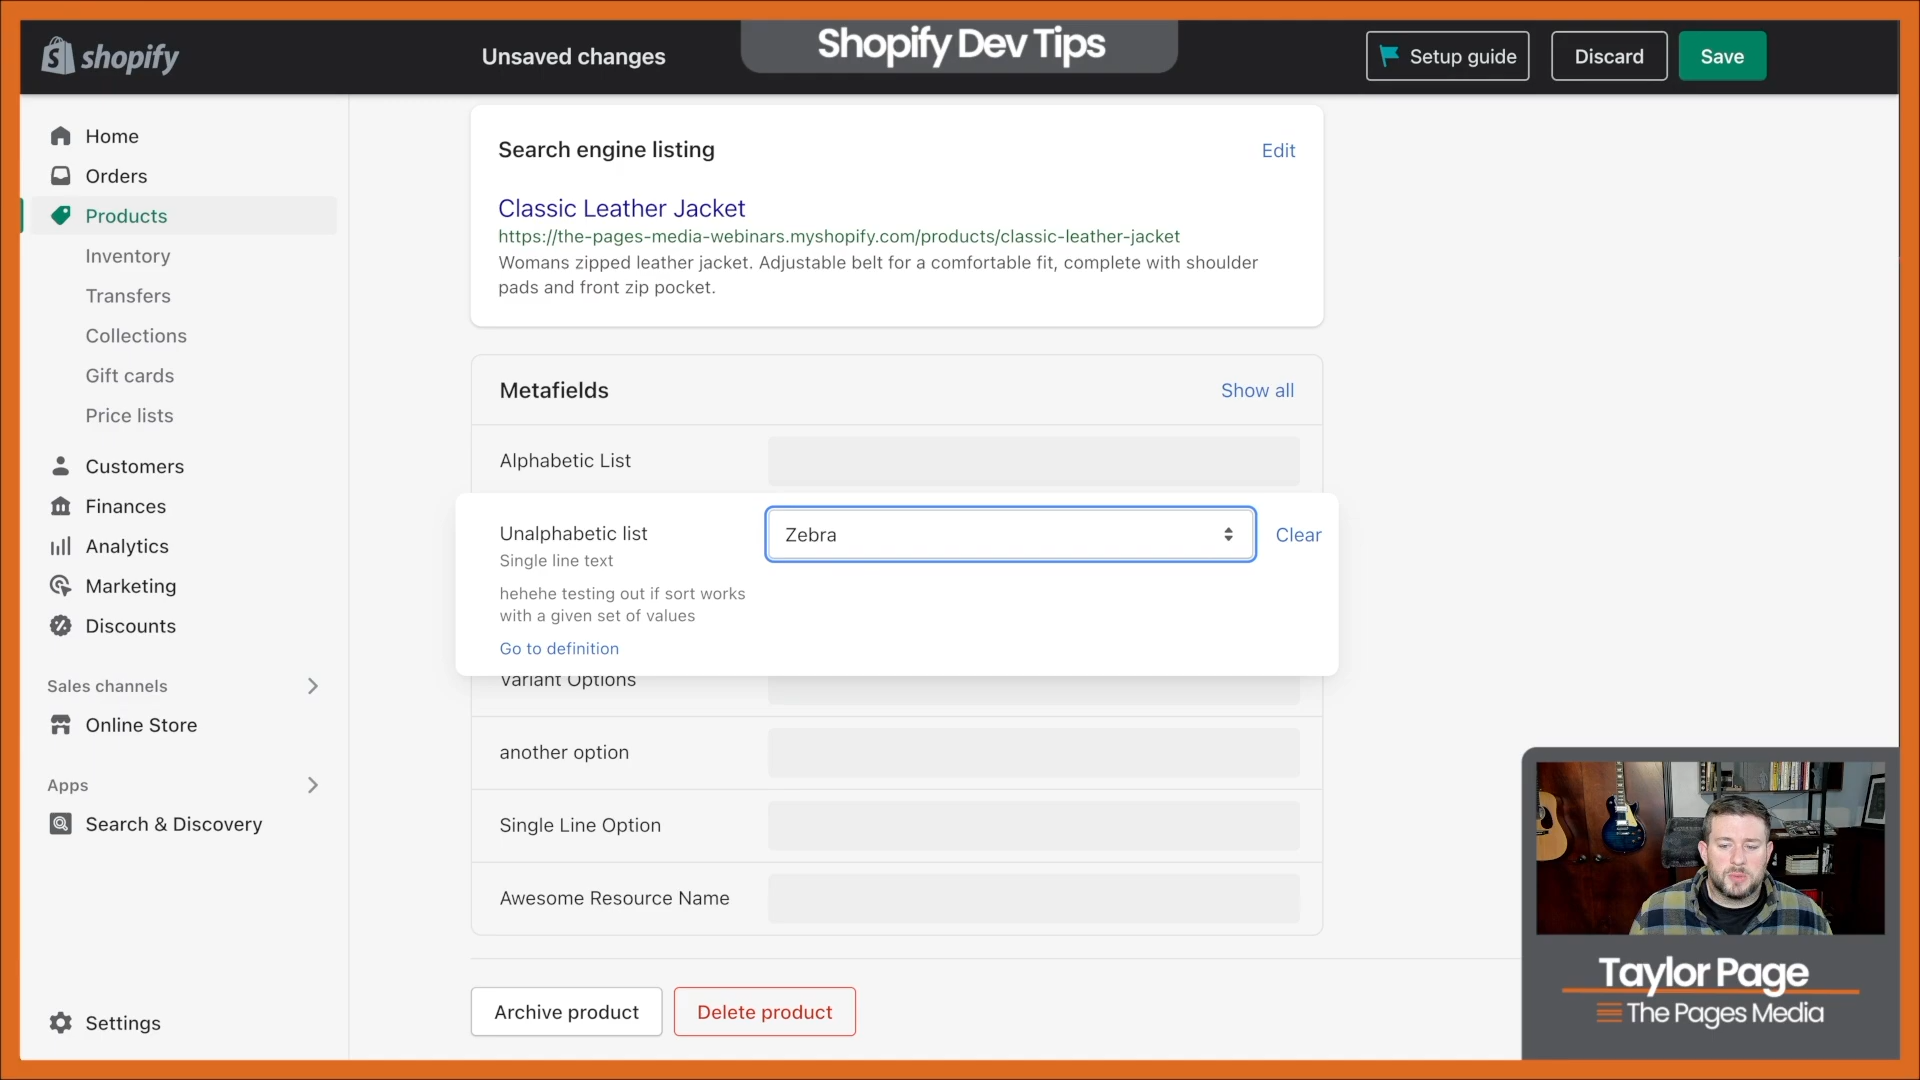 shopify
Unsaved changes
Shopify Dev Tips
Setup guide
Discard
Save
Home
Orders
Products
Inventory
Transfers
Collections
Gift cards
Price lists
Customers
Finances
Analytics
Marketing
Discounts
Sales channels
Online Store
Apps
Search & Discovery
Settings
Search engine listing
Edit
Classic Leather Jacket
https://the-pages-media-webinars.myshopify.com/products/classic-leather-jacket
Womans zipped leather jacket. Adjustable belt for a comfortable fit, complete with shoulder
pads and front zip pocket.
Metafields
Show all
Alphabetic List
Unalphabetic list
Zebra
Clear
Single line text
hehehe testing out if sort works
with a given set of values
Go to definition
Variant Options
another option
Single Line Option
Awesome Resource Name
Archive product
Delete product
Taylor Page
The Pages Media